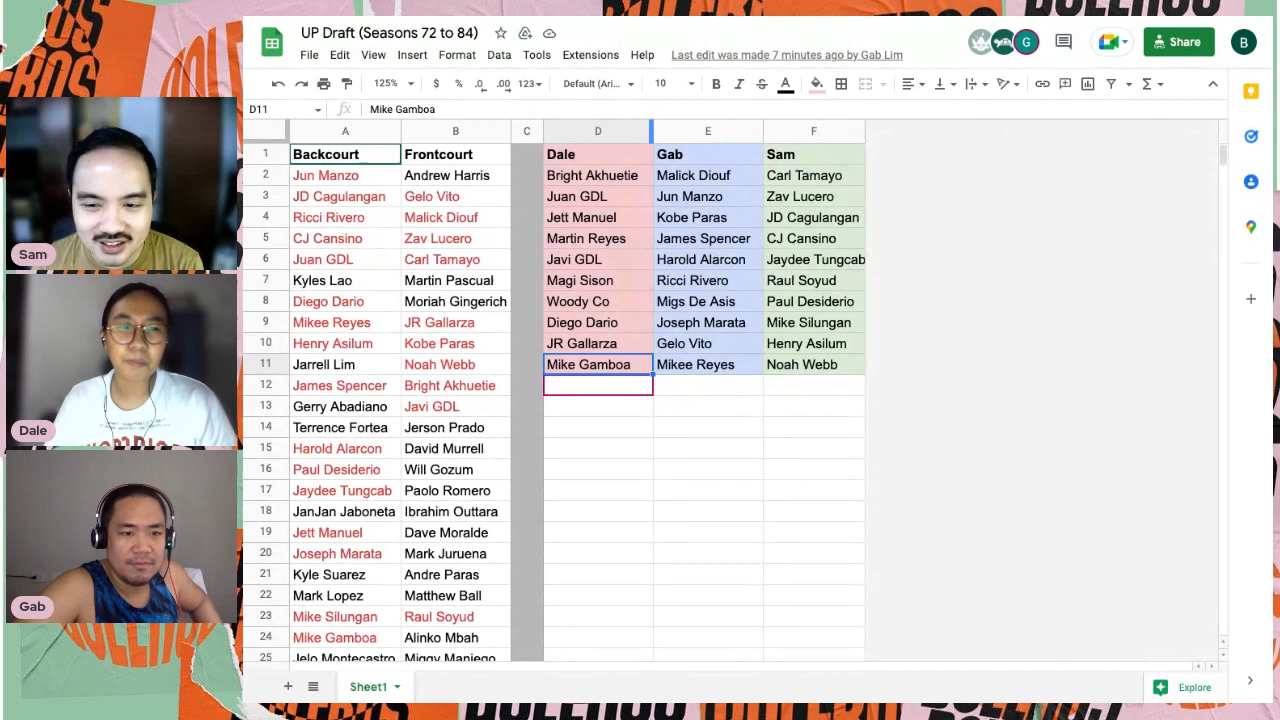 UP Draft (Seasons 72 to 84)
File Edit View Insert Format Data Tools Extensions Help Last edit was made 7 minutes ago by Gab Lim
G
Share
B
125% $ % .0 .00 123 Default (Ari... 10 B I S A
D11 fx Mike Gamboa
A B C D E F
1 Backcourt Frontcourt Dale Gab Sam
2 Jun Manzo Andrew Harris Bright Akhuetie Malick Diouf Carl Tamayo
3 JD Cagulangan Gelo Vito Juan GDL Jun Manzo Zav Lucero
4 Ricci Rivero Malick Diouf Jett Manuel Kobe Paras JD Cagulangan
5 CJ Cansino Zav Lucero Martin Reyes James Spencer CJ Cansino
6 Juan GDL Carl Tamayo Javi GDL Harold Alarcon Jaydee Tungcab
7 Kyles Lao Martin Pascual Magi Sison Ricci Rivero Raul Soyud
8 Diego Dario Moriah Gingerich Woody Co Migs De Asis Paul Desiderio
9 Mikee Reyes JR Gallarza Diego Dario Joseph Marata Mike Silungan
10 Henry Asilum Kobe Paras JR Gallarza Gelo Vito Henry Asilum
11 Jarrell Lim Noah Webb Mike Gamboa Mikee Reyes Noah Webb
12 James Spencer Bright Akhuetie
13 Gerry Abadiano Javi GDL
14 Terrence Fortea Jerson Prado
15 Harold Alarcon David Murrell
16 Paul Desiderio Will Gozum
17 Jaydee Tungcab Paolo Romero
18 JanJan Jaboneta Ibrahim Outtara
19 Jett Manuel Dave Moralde
20 Joseph Marata Mark Juruena
21 Kyle Suarez Andre Paras
22 Mark Lopez Matthew Ball
23 Mike Silungan Raul Soyud
24 Mike Gamboa Alinko Mbah
25 Jelo Montecastro Miggy Maniego
Sheet1
Explore
Sam
Dale
Gab